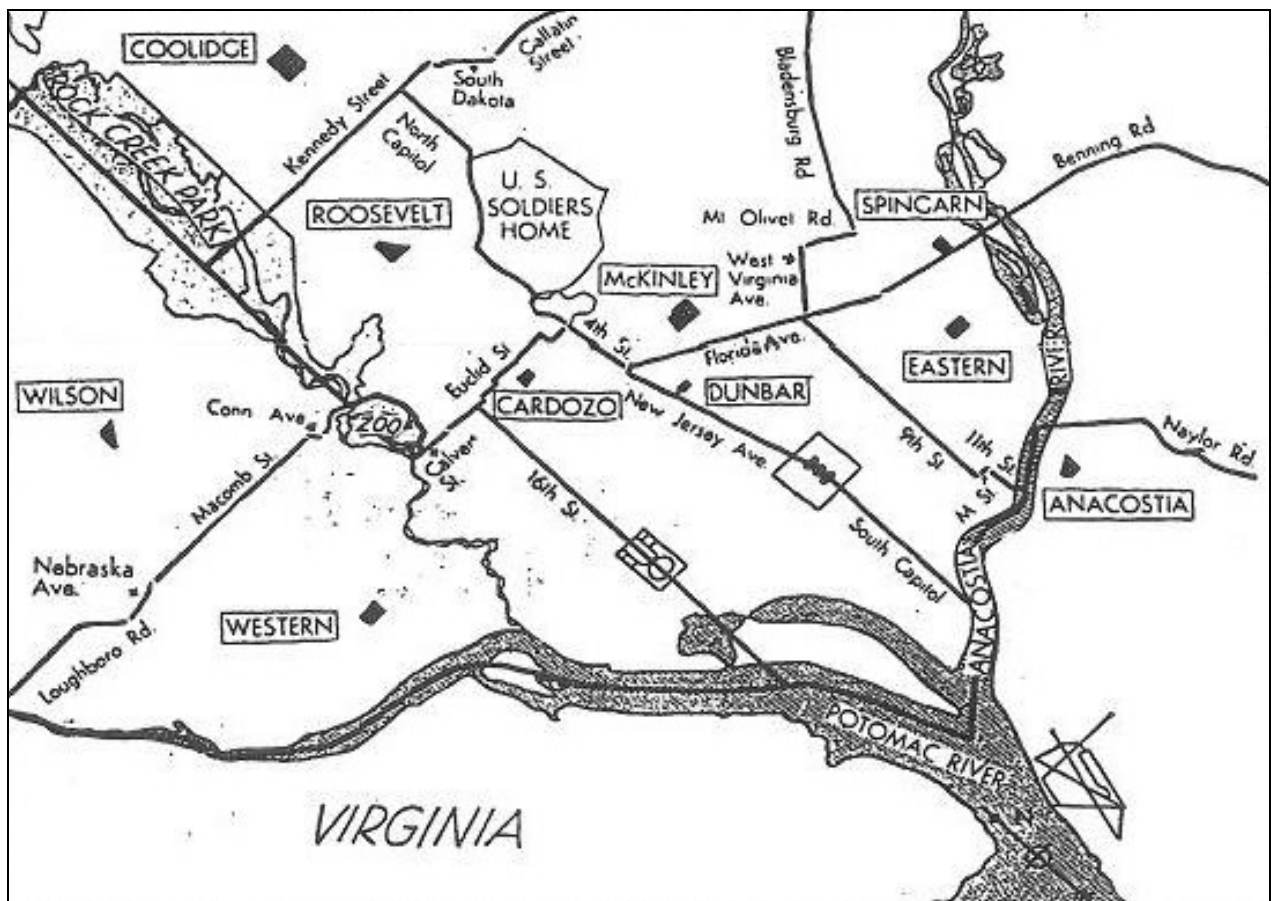 COOLIDGE
Callatin
Street
South
Dakota
Kennedy Street
North
Capitol
ROCK CREEK PARK
Bladensburg
Rd
Benning Rd
U. S.
SOLDIERS
HOME
ROOSEVELT
SPINGARN
Mt Olivet Rd.
West
Virginia
Ave.
McKINLEY
4th St.
Florida Ave.
Euclid St
EASTERN
RIVER
WILSON
Conn Ave.
ZOO
CARDOZO
DUNBAR
New
Jersey Ave.
9th St
11th St.
M St
Naylor Rd.
ANACOSTIA
Calvert
St.
16th St.
Macomb St.
South
Capitol
ANACOSTIA
Nebraska
Ave.
WESTERN
Loughboro Rd.
POTOMAC RIVER
VIRGINIA
N